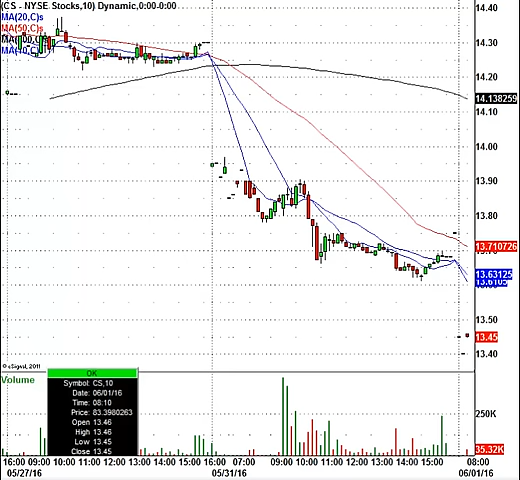 (CS - NYSE Stocks,10) Dynamic,0:00-0:00
MA(20,C)s
MA(50,C)s
14.40
14.30
14.20
14.138259
14.10
14.00
13.90
13.80
13.710726
13.63125
13.6105
13.50
13.45
13.40
© eSignal, 2011
Volume
OK
Symbol: CS,10
Date: 06/01/16
Time: 08:10
Price: 83.3980263
Open 13.46
High 13.46
Low 13.45
Close 13.45
250K
35.32K
16:00 09:00 10:00 11:00 12:00 13:00 14:00 15:00 16:00 07:00 09:00 10:00 11:00 12:00 13:00 14:00 15:00 08:00
05/27/16 05/31/16 06/01/16